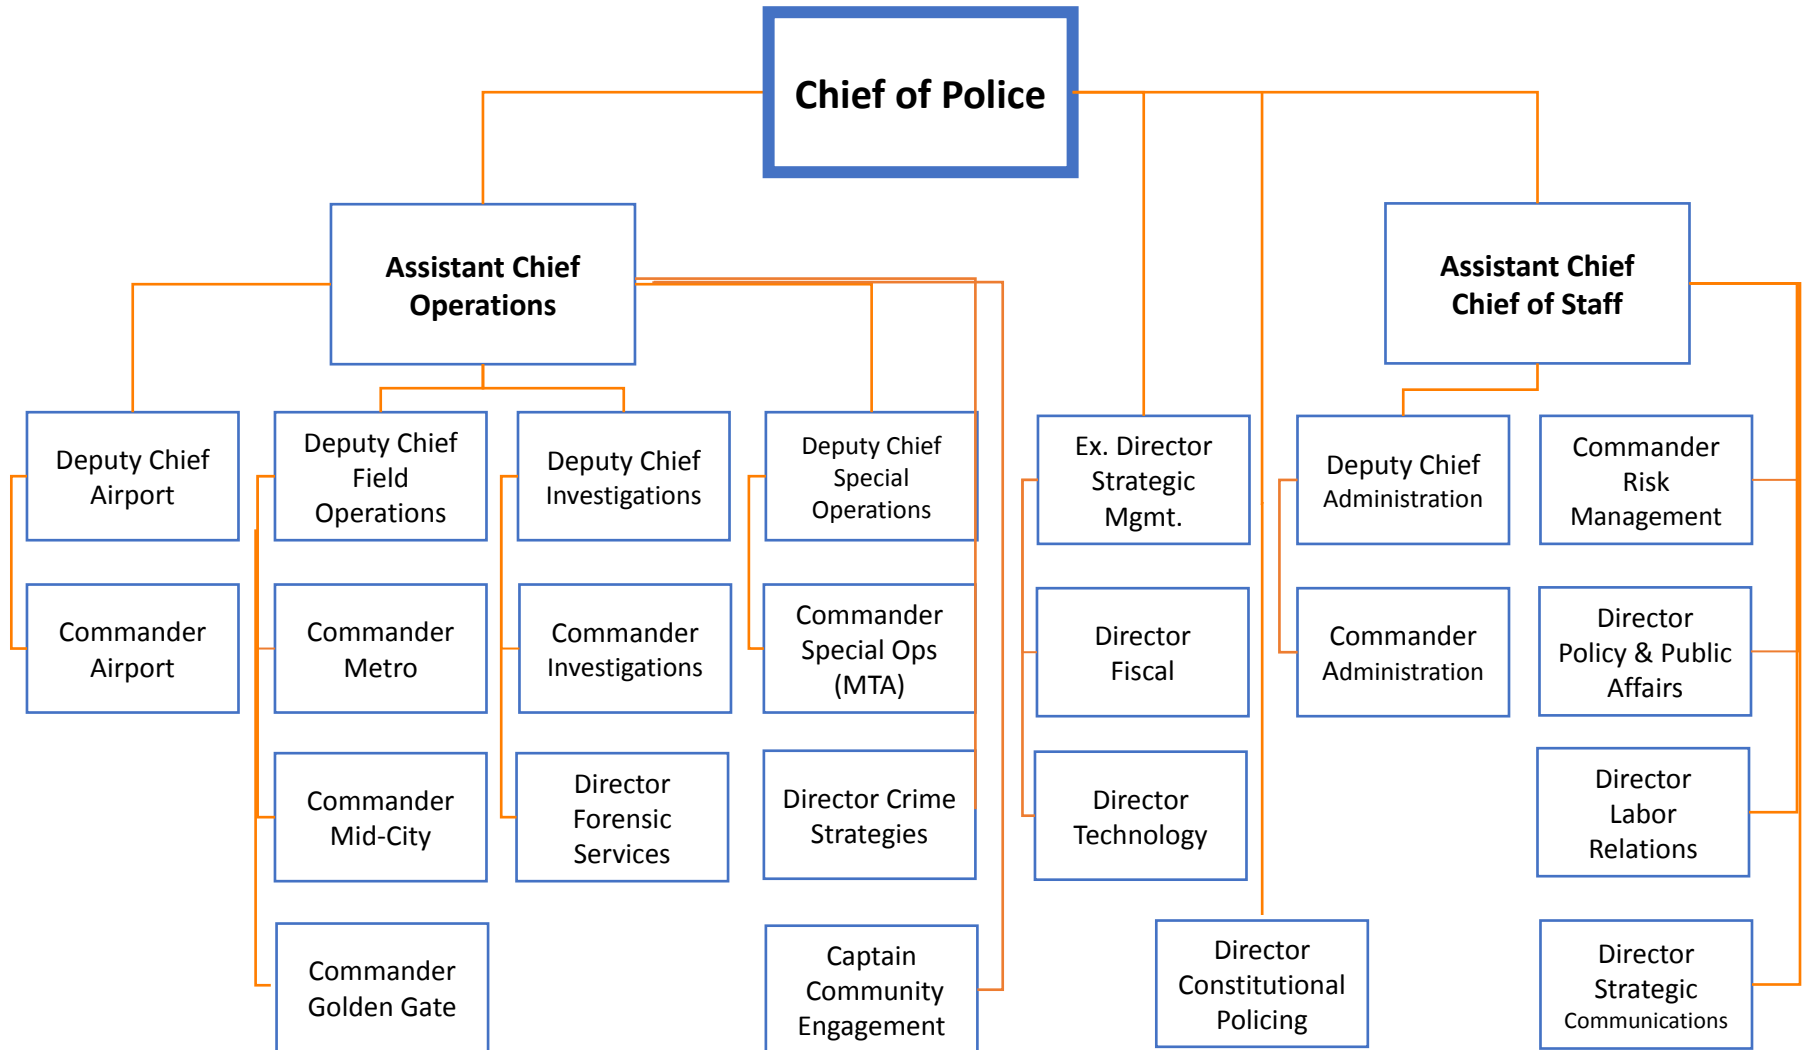 Chief of Police
Assistant Chief
Operations
Assistant Chief
Chief of Staff
Deputy Chief
Airport
Deputy Chief
Field
Operations
Deputy Chief
Investigations
Deputy Chief
Special
Operations
Ex. Director
Strategic
Mgmt.
Deputy Chief
Administration
Commander
Risk
Management
Commander
Airport
Commander
Metro
Commander
Investigations
Commander
Special Ops
(MTA)
Director
Fiscal
Commander
Administration
Director
Policy & Public
Affairs
Commander
Mid-City
Director
Forensic
Services
Director Crime
Strategies
Director
Technology
Director
Labor
Relations
Commander
Golden Gate
Captain
Community
Engagement
Director
Constitutional
Policing
Director
Strategic
Communications